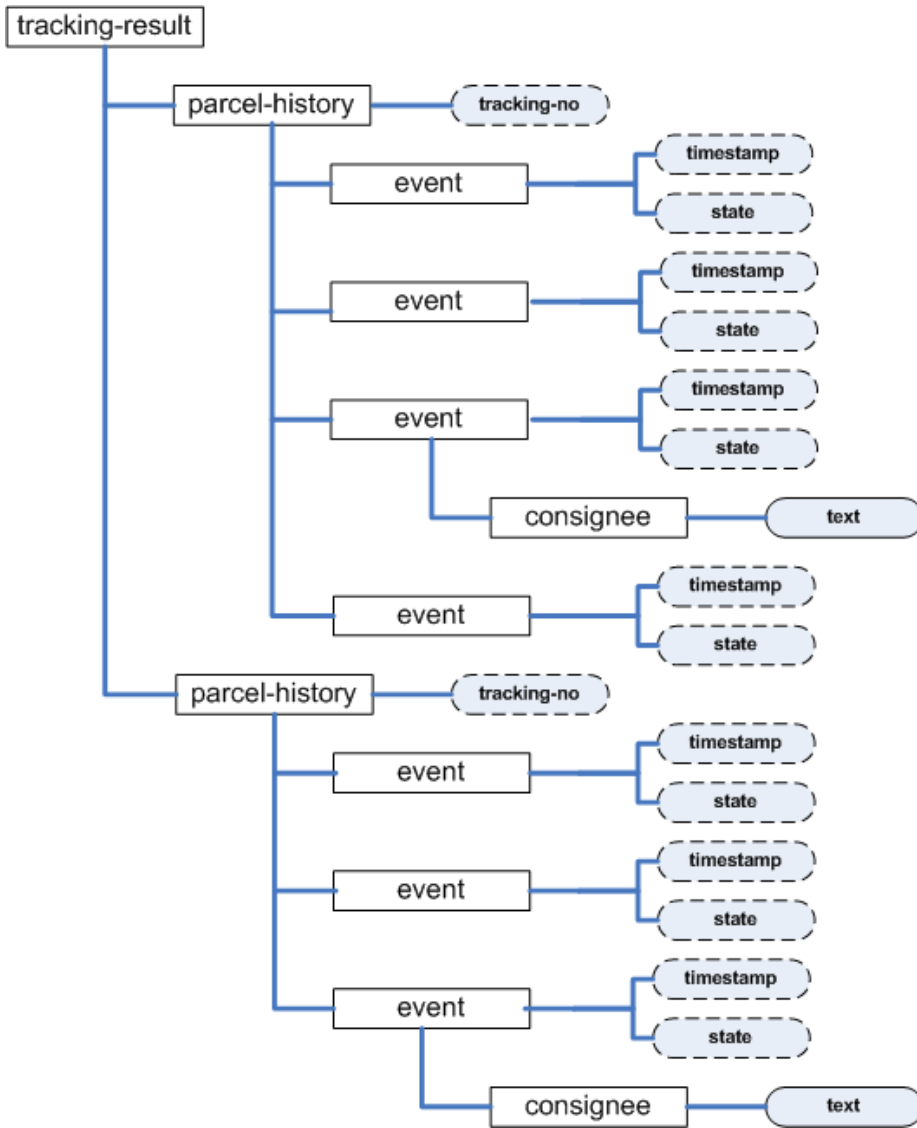 tracking-result
parcel-history
tracking-no
timestamp
event
state
timestamp
event
state
timestamp
event
state
consignee
text
timestamp
event
state
parcel-history
tracking-no
timestamp
event
state
timestamp
event
state
timestamp
event
state
consignee
text